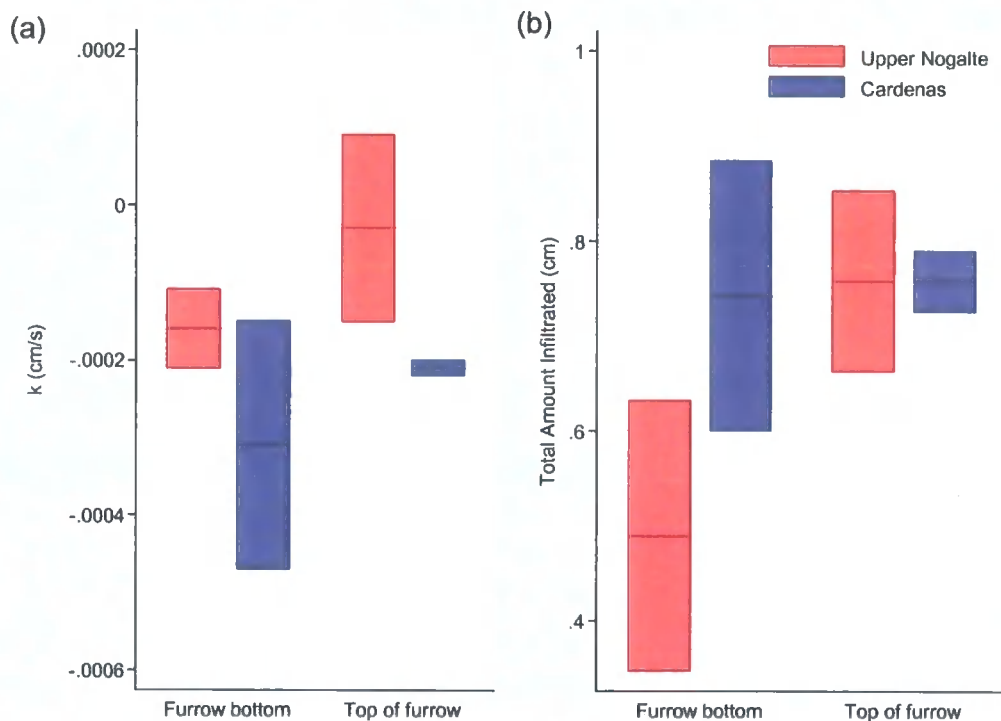 (a)
.0002
0
-.0002
-.0004
-.0006
k (cm/s)
Furrow bottom
Top of furrow
(b)
1
.8
.6
.4
Total Amount Infiltrated (cm)
Upper Nogalte
Cardenas
Furrow bottom
Top of furrow